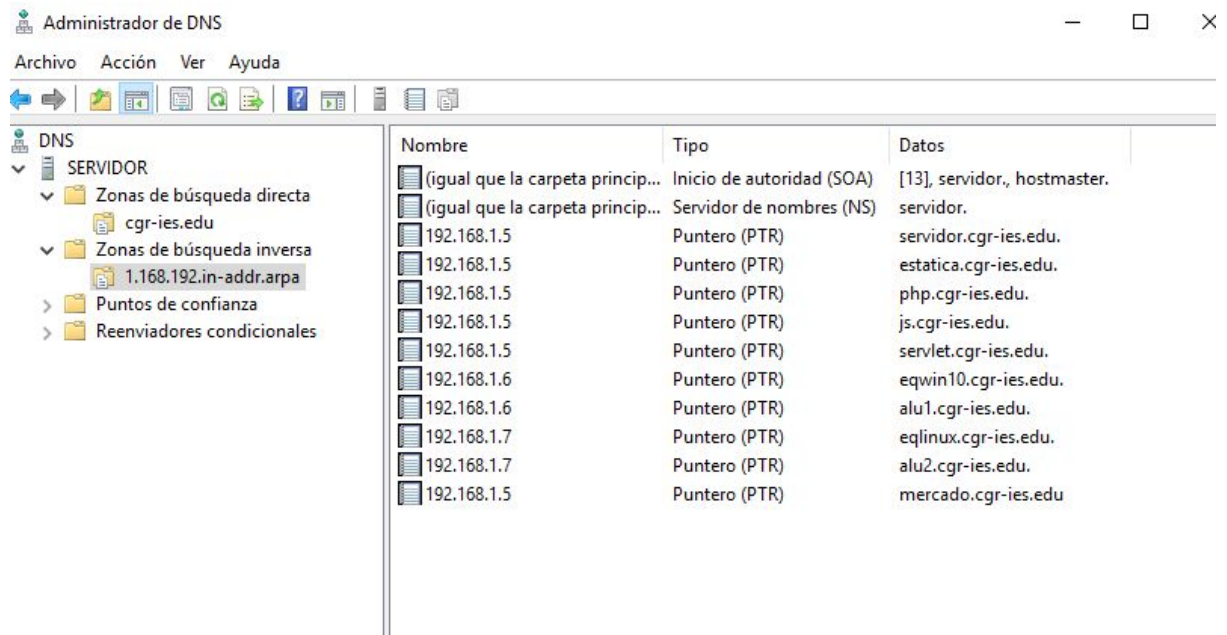 Administrador de DNS
Archivo Acción Ver Ayuda
DNS
SERVIDOR
Zonas de búsqueda directa
cgr-ies.edu
Zonas de búsqueda inversa
1.168.192.in-addr.arpa
Puntos de confianza
Reenviadores condicionales
Nombre Tipo Datos
(igual que la carpeta princip... Inicio de autoridad (SOA) [13], servidor., hostmaster.
(igual que la carpeta princip... Servidor de nombres (NS) servidor.
192.168.1.5 Puntero (PTR) servidor.cgr-ies.edu.
192.168.1.5 Puntero (PTR) estatica.cgr-ies.edu.
192.168.1.5 Puntero (PTR) php.cgr-ies.edu.
192.168.1.5 Puntero (PTR) js.cgr-ies.edu.
192.168.1.5 Puntero (PTR) servlet.cgr-ies.edu.
192.168.1.6 Puntero (PTR) eqwin10.cgr-ies.edu.
192.168.1.6 Puntero (PTR) alu1.cgr-ies.edu.
192.168.1.7 Puntero (PTR) eqlinux.cgr-ies.edu.
192.168.1.7 Puntero (PTR) alu2.cgr-ies.edu.
192.168.1.5 Puntero (PTR) mercado.cgr-ies.edu